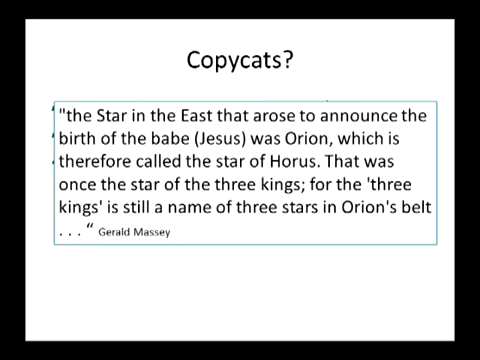 Copycats?
"the Star in the East that arose to announce the
birth of the babe (Jesus) was Orion, which is
therefore called the star of Horus. That was
once the star of the three kings; for the 'three
kings' is still a name of three stars in Orion's belt
. . . “ Gerald Massey